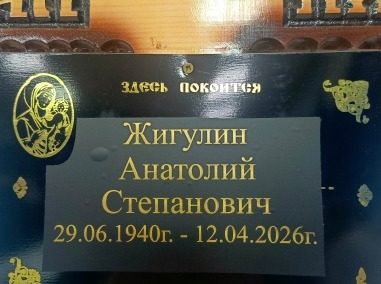 ЗДЕСЬ ПОКОИТСЯ
Жигулин
Анатолий
Степанович
29.06.1940г. - 12.04.2026г.